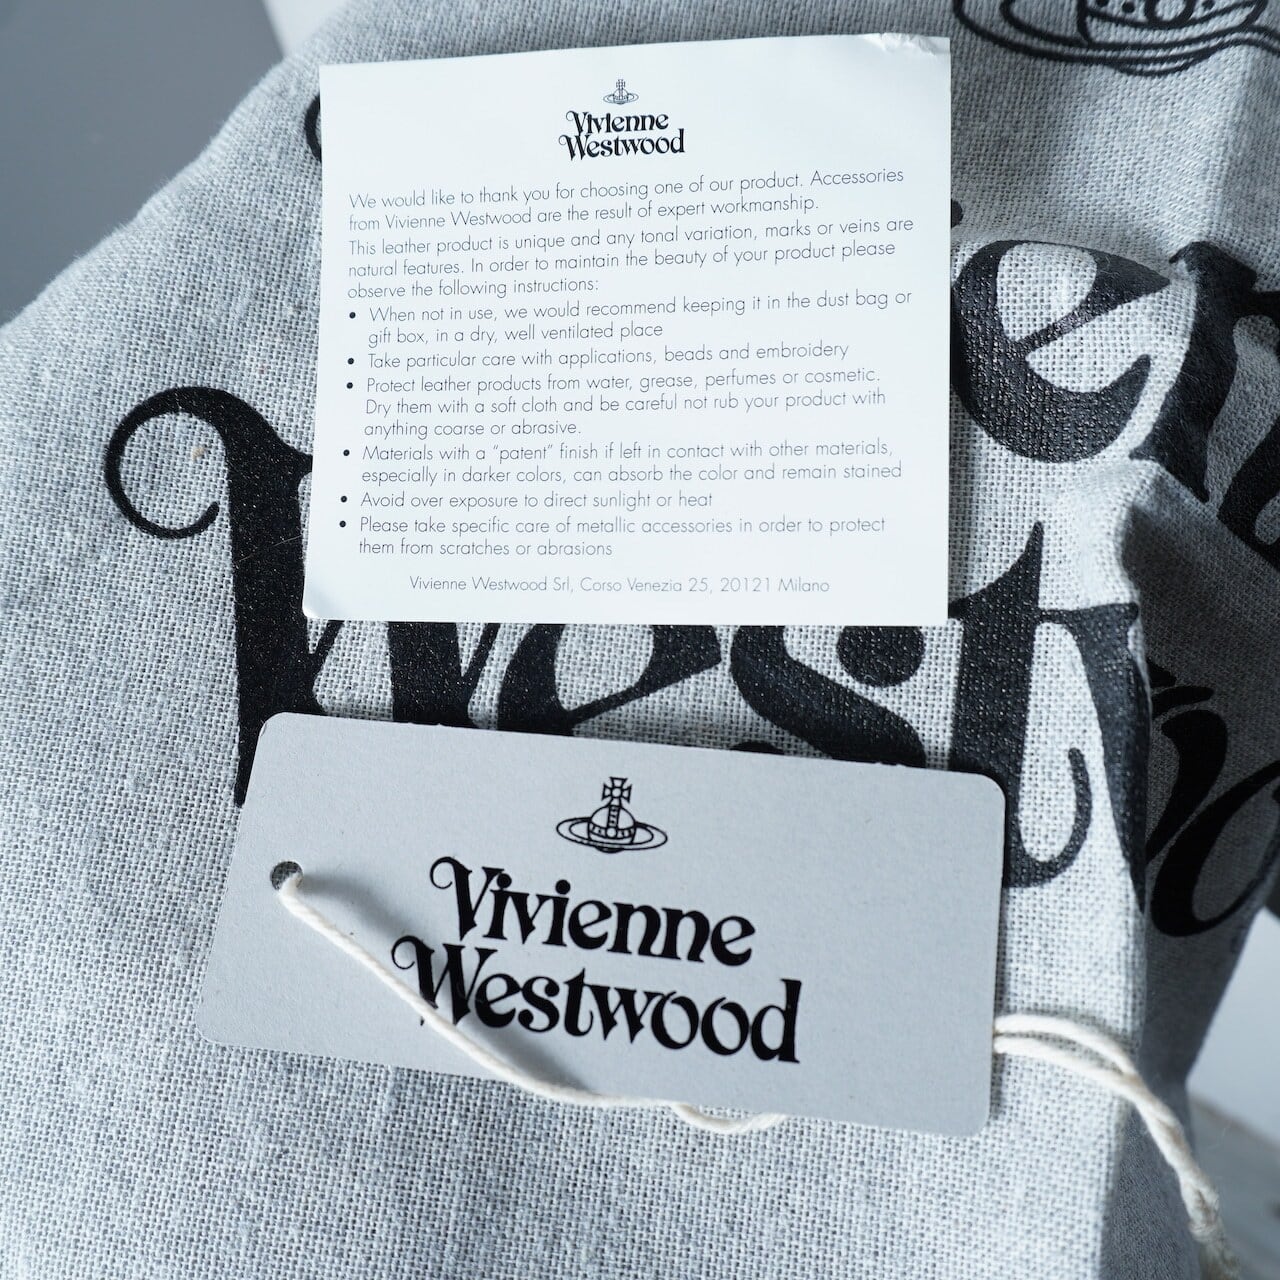 Vivienne
Westwood
We would like to thank you for choosing one of our product. Accessories
from Vivienne Westwood are the result of expert workmanship.
This leather product is unique and any tonal variation, marks or veins are
natural features. In order to maintain the beauty of your product please
observe the following instructions:
• When not in use, we would recommend keeping it in the dust bag or
gift box, in a dry, well ventilated place
• Take particular care with applications, beads and embroidery
• Protect leather products from water, grease, perfumes or cosmetic.
Dry them with a soft cloth and be careful not rub your product with
anything coarse or abrasive.
• Materials with a “patent” finish if left in contact with other materials,
especially in darker colors, can absorb the color and remain stained
• Avoid over exposure to direct sunlight or heat
• Please take specific care of metallic accessories in order to protect
them from scratches or abrasions
Vivienne Westwood Srl, Corso Venezia 25, 20121 Milano
Vivienne
Westwood